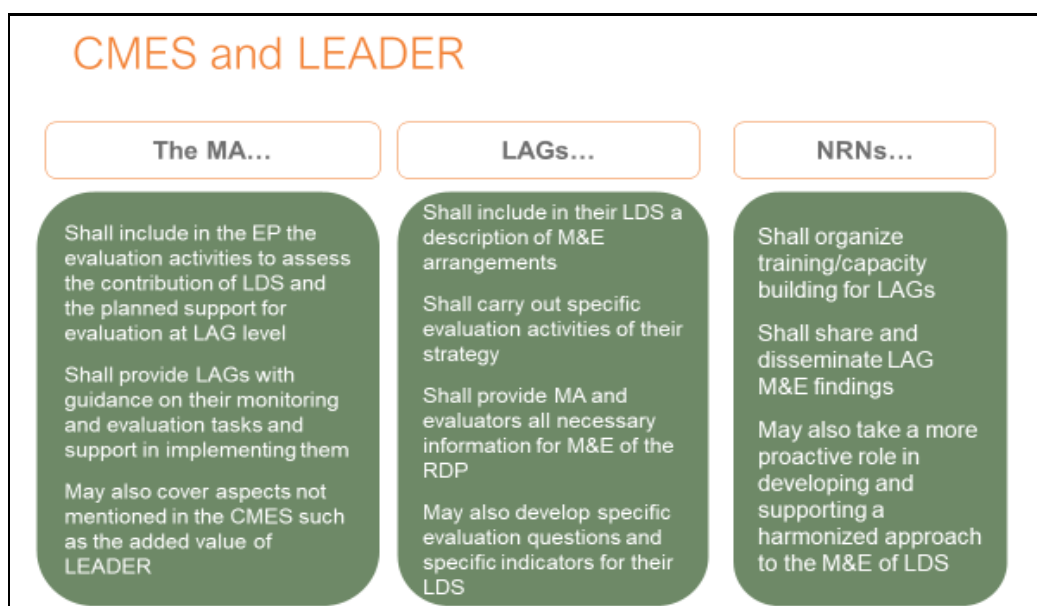 CMES and LEADER
The MA...
Shall include in the EP the
evaluation activities to assess
the contribution of LDS and
the planned support for
evaluation at LAG level
Shall provide LAGs with
guidance on their monitoring
and evaluation tasks and
support in implementing them
May also cover aspects not
mentioned in the CMES such
as the added value of
LEADER
LAGs...
Shall include in their LDS a
description of M&E
arrangements
Shall carry out specific
evaluation activities of their
strategy
Shall provide MA and
evaluators all necessary
information for M&E of the
RDP
May also develop specific
evaluation questions and
specific indicators for their
LDS
NRNs...
Shall organize
training/capacity
building for LAGs
Shall share and
disseminate LAG
M&E findings
May also take a more
proactive role in
developing and
supporting a
harmonized approach
to the M&E of LDS